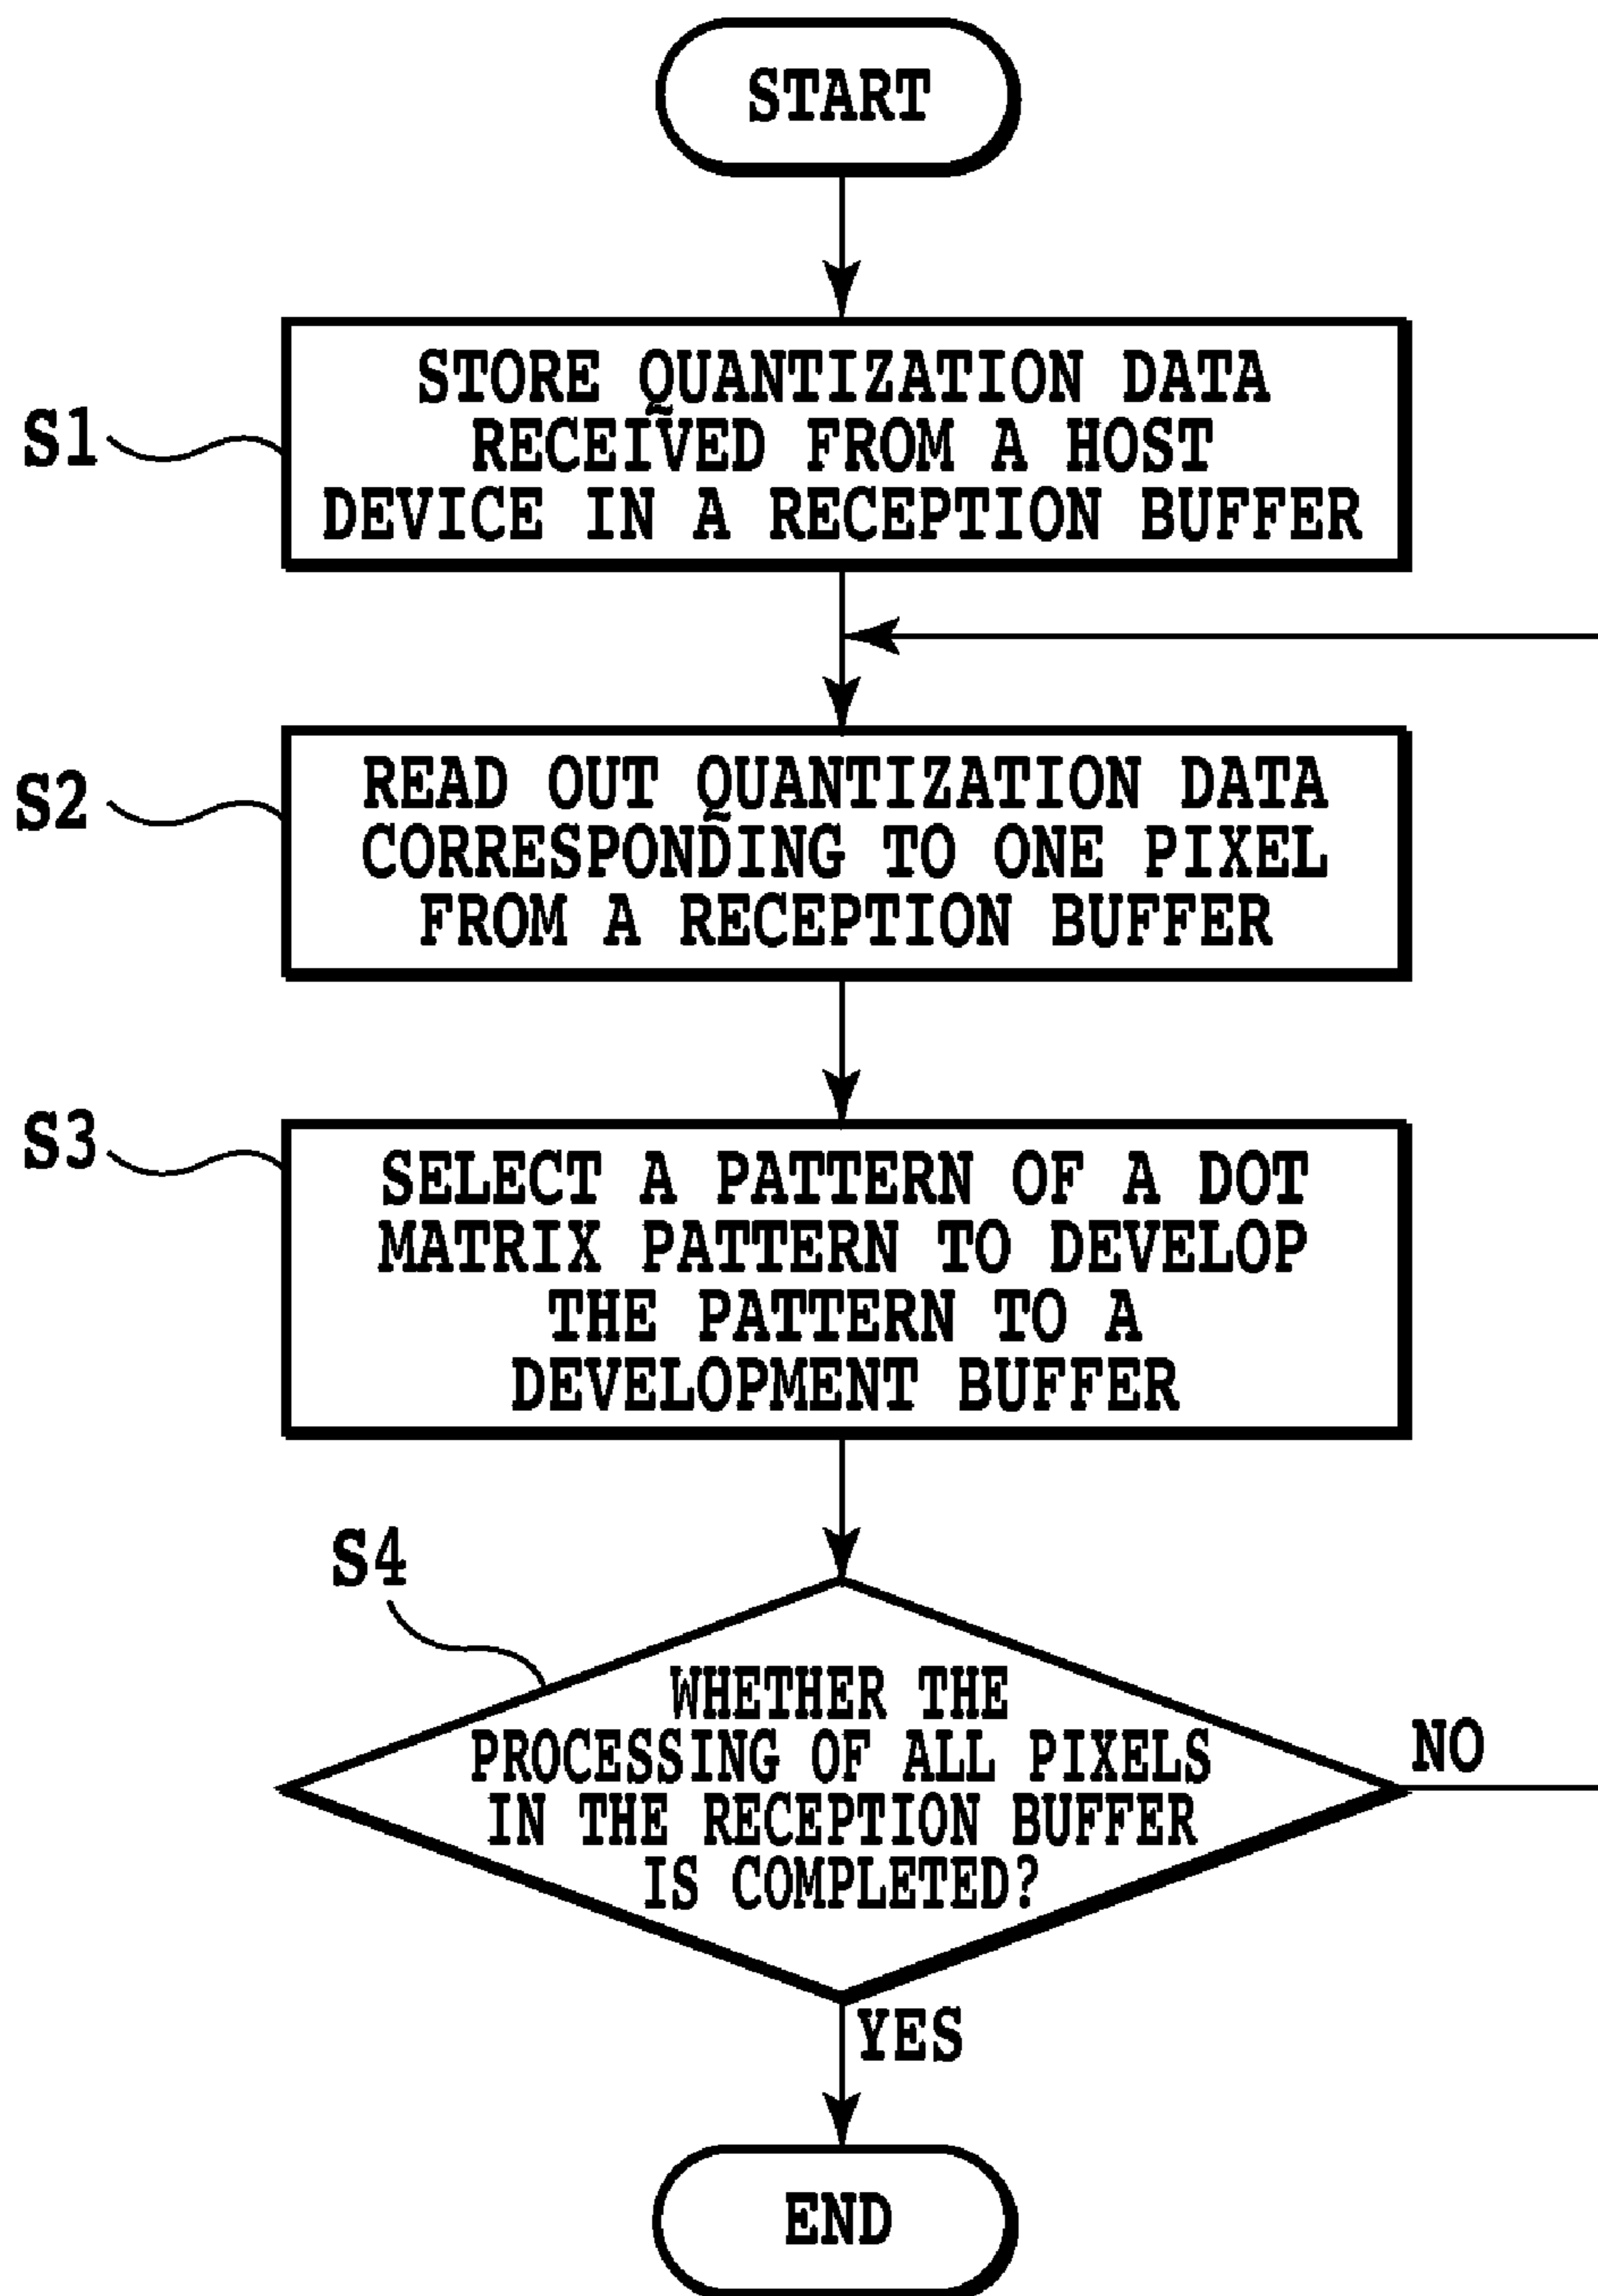 START
S1
STORE QUANTIZATION DATA
RECEIVED FROM A HOST
DEVICE IN A RECEPTION BUFFER
S2
READ OUT QUANTIZATION DATA
CORRESPONDING TO ONE PIXEL
FROM A RECEPTION BUFFER
S3
SELECT A PATTERN OF A DOT
MATRIX PATTERN TO DEVELOP
THE PATTERN TO A
DEVELOPMENT BUFFER
S4
WHETHER THE
PROCESSING OF ALL PIXELS
IN THE RECEPTION BUFFER
IS COMPLETED?
NO
YES
END